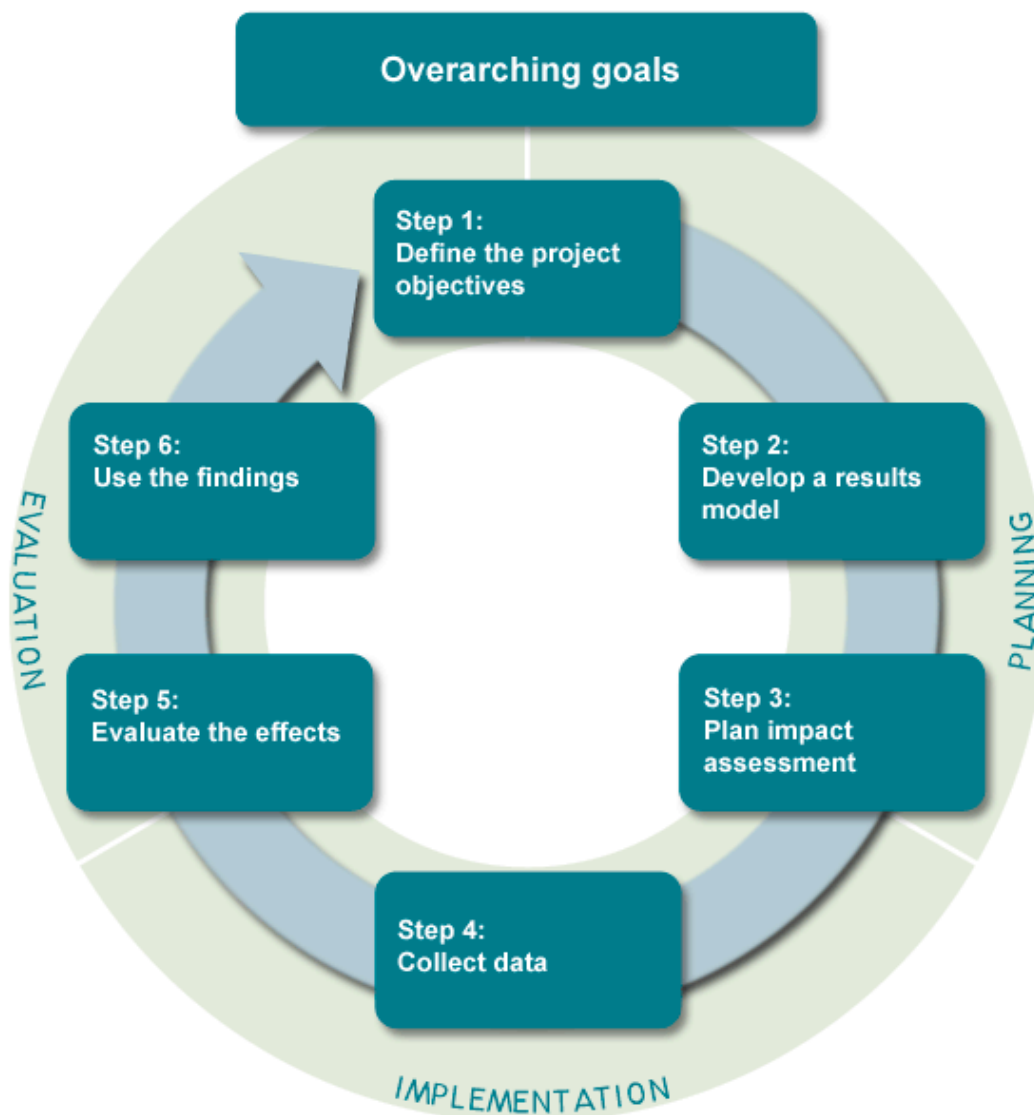 Overarching goals
Step 1:
Define the project
objectives
Step 2:
Develop a results
model
Step 3:
Plan impact
assessment
Step 4:
Collect data
Step 5:
Evaluate the effects
Step 6:
Use the findings
PLANNING
IMPLEMENTATION
EVALUATION